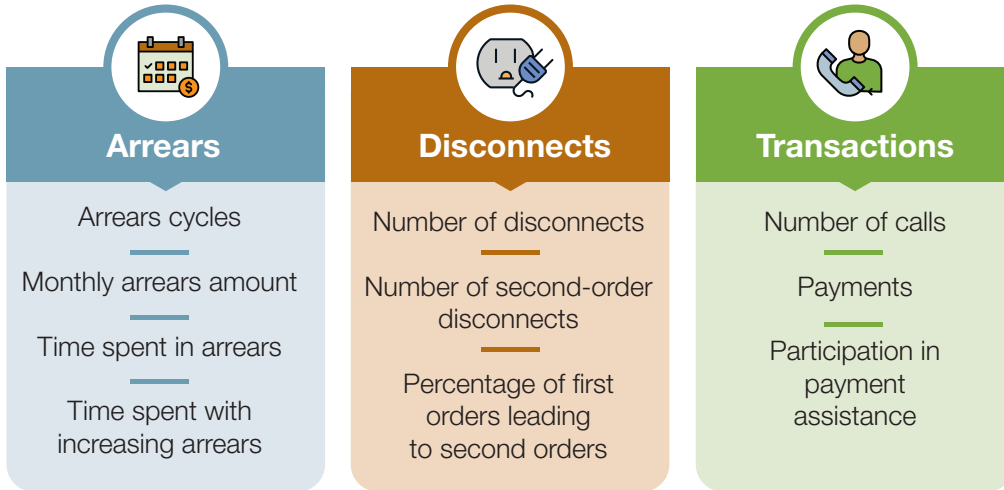 Arrears
Arrears cycles
Monthly arrears amount
Time spent in arrears
Time spent with
increasing arrears
Disconnects
Number of disconnects
Number of second-order
disconnects
Percentage of first
orders leading
to second orders
Transactions
Number of calls
Payments
Participation in
payment
assistance